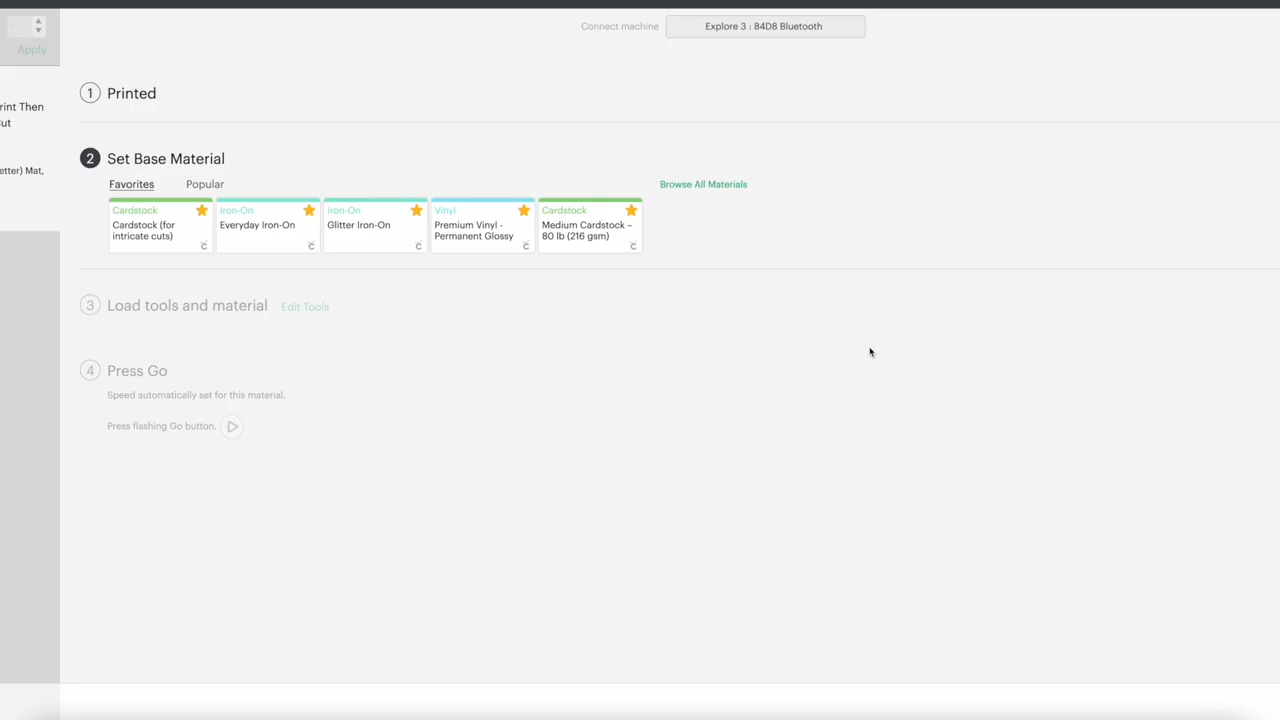 Connect machine
Explore 3 : 84D8 Bluetooth
Apply
rint Then
ut
etter) Mat,
1 Printed
2 Set Base Material
Favorites Popular Browse All Materials
Cardstock
Cardstock (for
intricate cuts)
Iron-On
Everyday Iron-On
Iron-On
Glitter Iron-On
Vinyl
Premium Vinyl -
Permanent Glossy
Cardstock
Medium Cardstock –
80 lb (216 gsm)
3 Load tools and material Edit Tools
4 Press Go
Speed automatically set for this material.
Press flashing Go button.